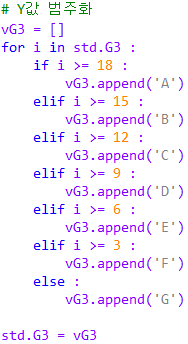 # Y값 범주화
vG3 = []
for i in std.G3 :
    if i >= 18 :
        vG3.append('A')
    elif i >= 15 :
        vG3.append('B')
    elif i >= 12 :
        vG3.append('C')
    elif i >= 9 :
        vG3.append('D')
    elif i >= 6 :
        vG3.append('E')
    elif i >= 3 :
        vG3.append('F')
    else :
        vG3.append('G')

std.G3 = vG3